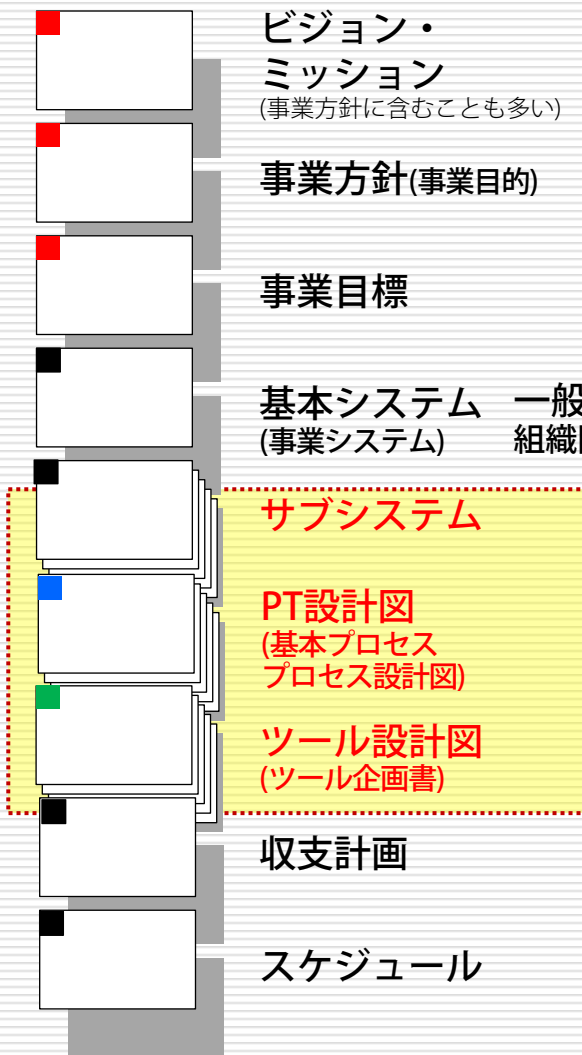 ビジョン・
ミッション
(事業方針に含むことも多い)
事業方針(事業目的)
事業目標
基本システム 一般
(事業システム) 組織
サブシステム
PT設計図
(基本プロセス
プロセス設計図)
ツール設計図
(ツール企画書)
収支計画
スケジュール